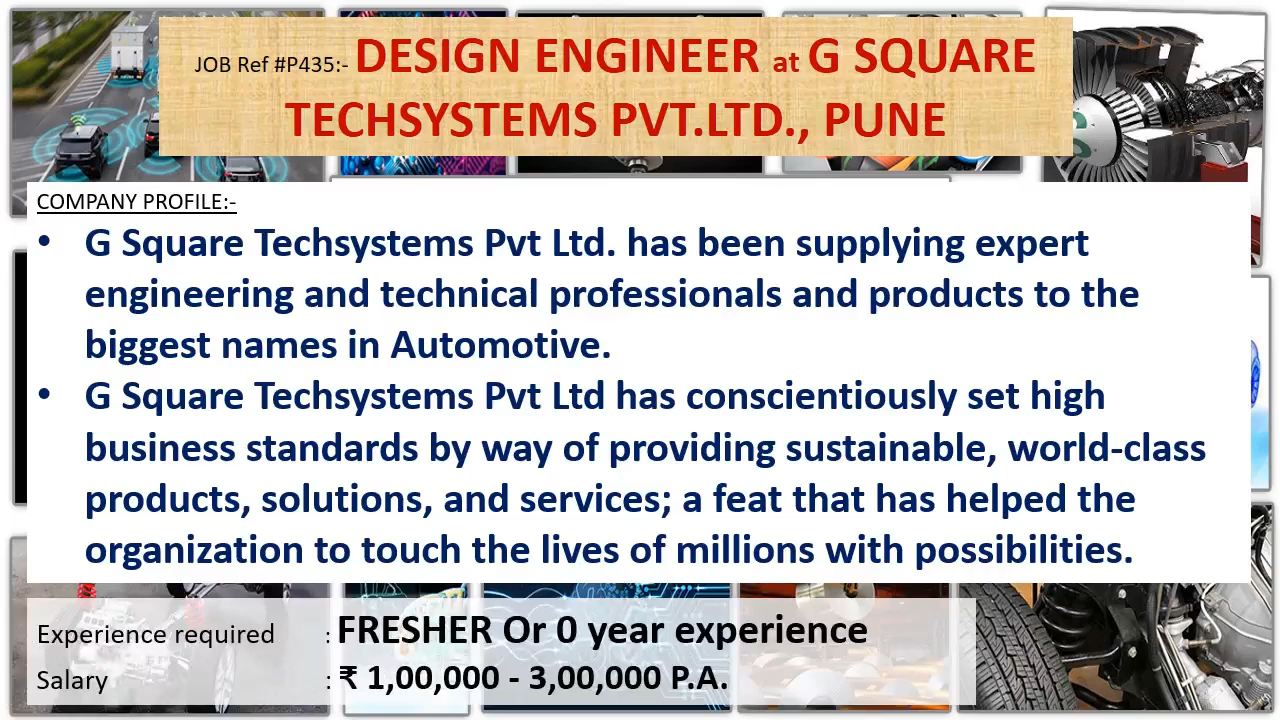 JOB Ref #P435:- DESIGN ENGINEER at G SQUARE
TECHSYSTEMS PVT.LTD., PUNE
COMPANY PROFILE:-
• G Square Techsystems Pvt Ltd. has been supplying expert
engineering and technical professionals and products to the
biggest names in Automotive.
• G Square Techsystems Pvt Ltd has conscientiously set high
business standards by way of providing sustainable, world-class
products, solutions, and services; a feat that has helped the
organization to touch the lives of millions with possibilities.
Experience required : FRESHER Or 0 year experience
Salary : ₹ 1,00,000 - 3,00,000 P.A.